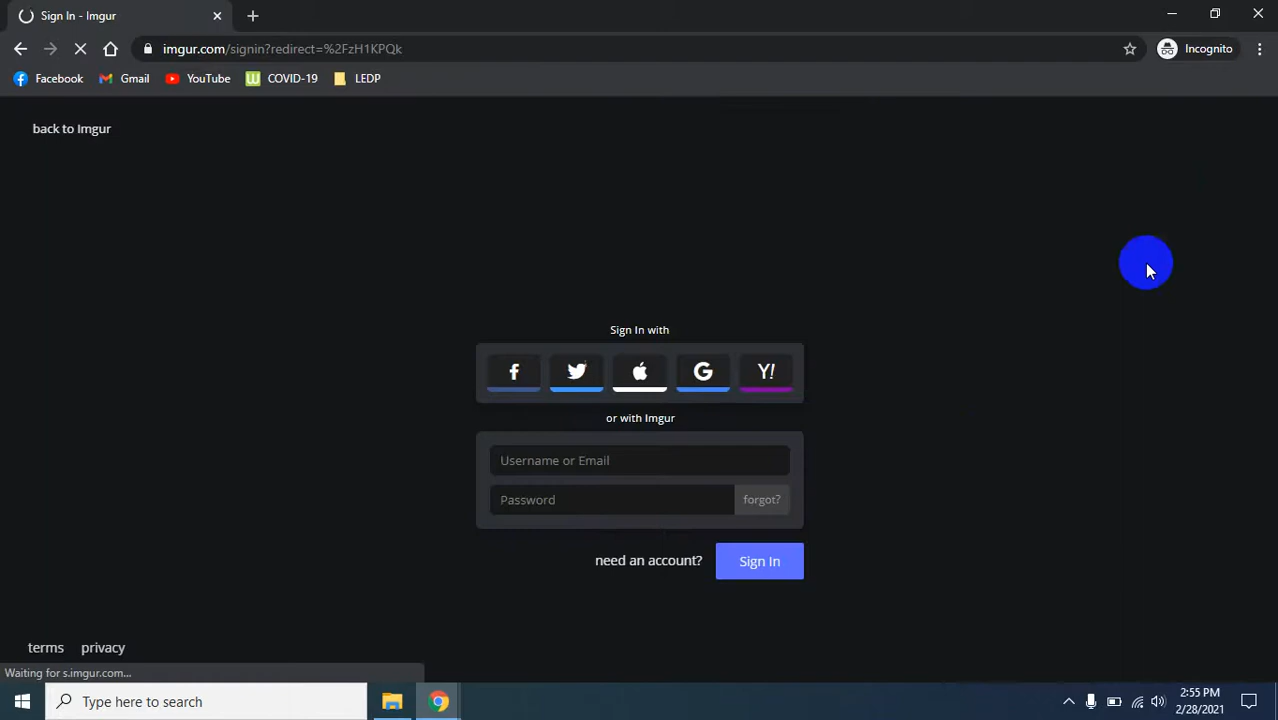 Sign In - Imgur
imgur.com/signin?redirect=%2FzH1KPQk
Incognito
Facebook
Gmail
YouTube
COVID-19
LEDP
back to Imgur
Sign In with
or with Imgur
Username or Email
Password
forgot?
need an account?
Sign In
terms
privacy
Waiting for s.imgur.com...
Type here to search
2:55 PM
2/28/2021